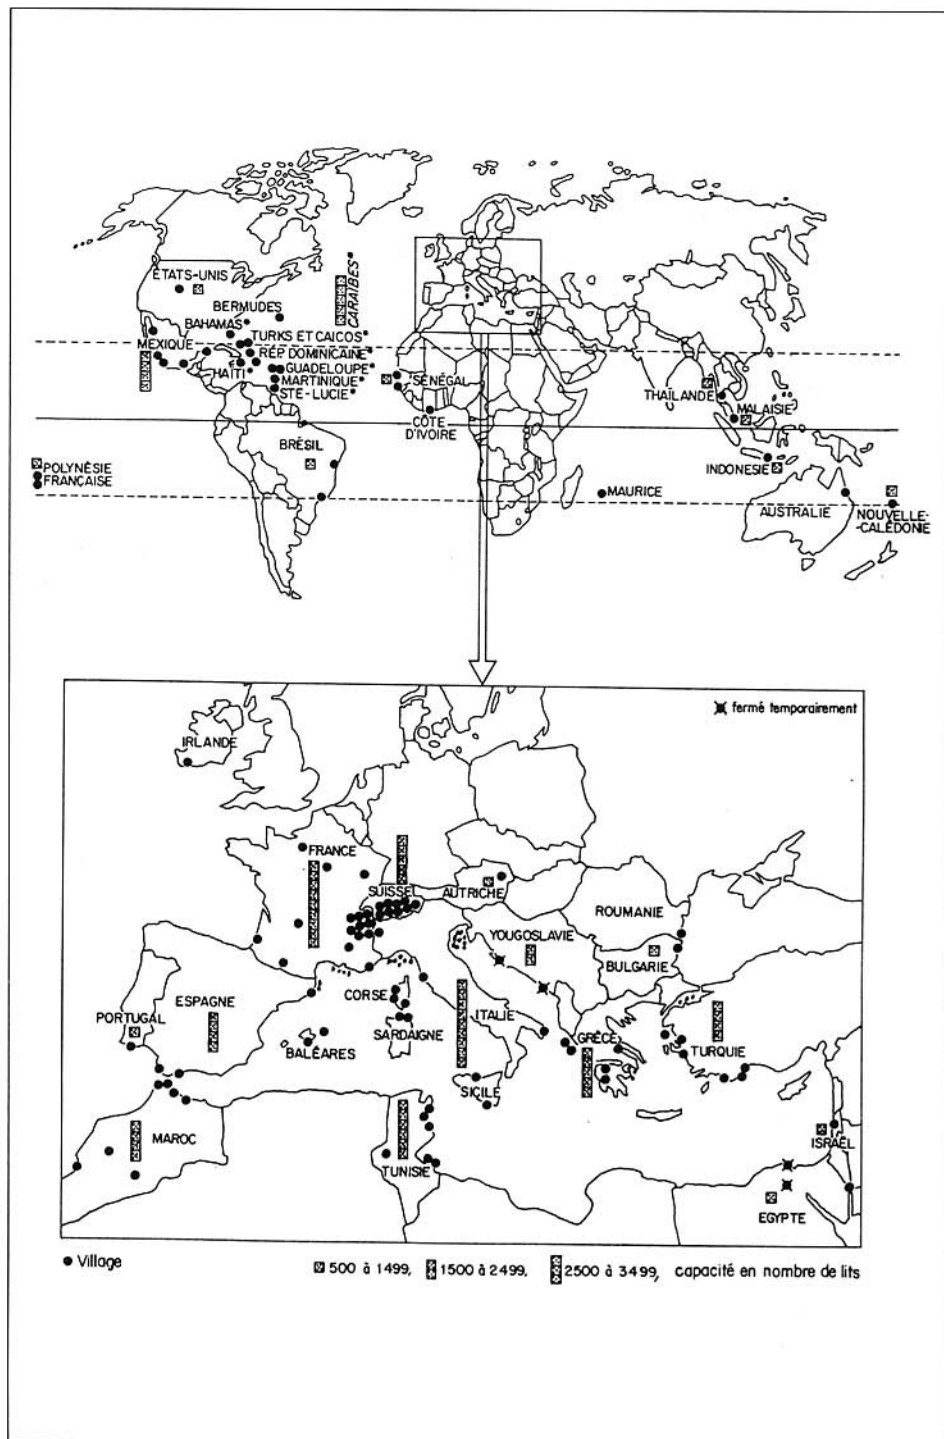 ÉTATS-UNIS
CARAÏBES*
BERMUDES
BAHAMAS*
TURKS ET CAICOS*
MEXIQUE
RÉP DOMINICAINE*
HAÏTI*
GUADELOUPE*
MARTINIQUE*
STE-LUCIE*
SÉNÉGAL
CÔTE
D'IVOIRE
THAÏLANDE
MALAISIE
BRÉSIL
INDONESIE
POLYNÈSIE
FRANÇAISE
MAURICE
AUSTRALIE
NOUVELLE-
-CALÉDONIE
fermé temporairement
IRLANDE
FRANCE
SUISSE
AUTRICHE
ROUMANIE
YOUGOSLAVIE
BULGARIE
ESPAGNE
CORSE
PORTUGAL
ITALIE
GRÈCE
SARDAIGNE
BALÉARES
TURQUIE
SICILE
MAROC
TUNISIE
ISRAËL
EGYPTE
Village
500 à 1499, 1500 à 2499, 2500 à 3499, capacité en nombre de lits